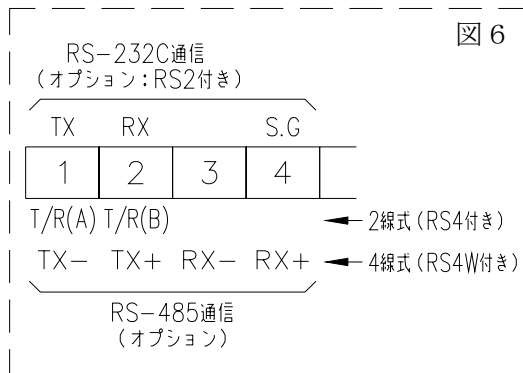 図6
RS-232C通信
(オプション:RS2付き)
TX RX S.G
1 2 3 4
T/R(A) T/R(B) 2線式(RS4付き)
TX- TX+ RX- RX+ 4線式(RS4W付き)
RS-485通信
(オプション)